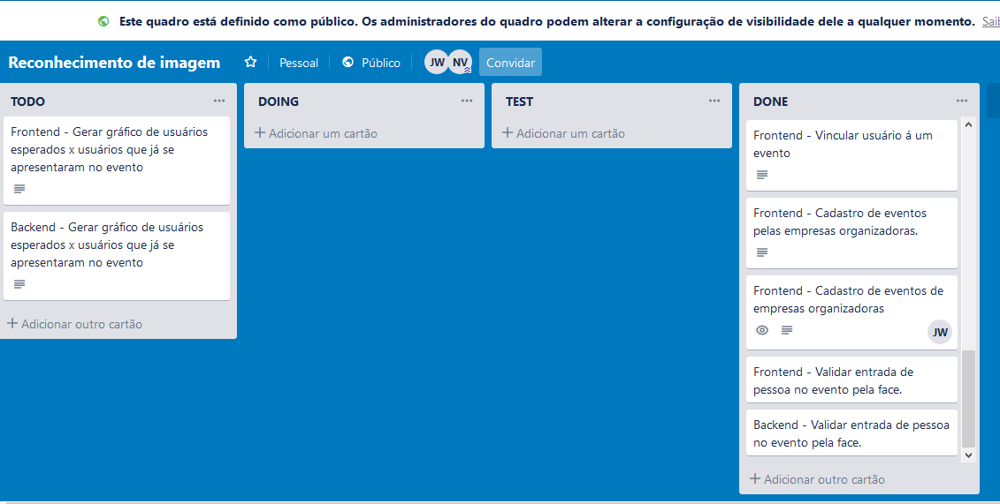 Este quadro está definido como público. Os administradores do quadro podem alterar a configuração de visibilidade dele a qualquer momento.
Reconhecimento de imagem
Pessoal
Público
JW
NV
Convidar
TODO
Frontend - Gerar gráfico de usuários
esperados x usuários que já se
apresentaram no evento
Backend - Gerar gráfico de usuários
esperados x usuários que já se
apresentaram no evento
Adicionar outro cartão
DOING
Adicionar um cartão
TEST
Adicionar um cartão
DONE
Frontend - Vincular usuário á um
evento
Frontend - Cadastro de eventos
pelas empresas organizadoras.
Frontend - Cadastro de eventos de
empresas organizadoras
JW
Frontend - Validar entrada de
pessoa no evento pela face.
Backend - Validar entrada de pessoa
no evento pela face.
Adicionar outro cartão